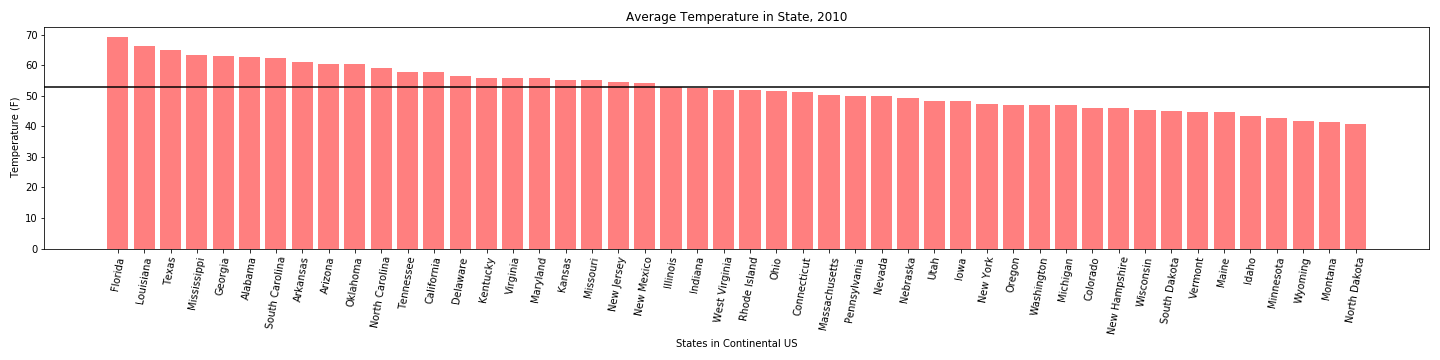 Average Temperature in State, 2010
Temperature (F)
70
60
50
40
30
20
10
0
Florida
Louisiana
Texas
Mississippi
Georgia
Alabama
South Carolina
Arkansas
Arizona
Oklahoma
North Carolina
Tennessee
California
Delaware
Kentucky
Virginia
Maryland
Kansas
Missouri
New Jersey
New Mexico
Illinois
Indiana
West Virginia
Rhode Island
Ohio
Connecticut
Massachusetts
Pennsylvania
Nevada
Nebraska
Utah
Iowa
New York
Oregon
Washington
Michigan
Colorado
New Hampshire
Wisconsin
South Dakota
Vermont
Maine
Idaho
Minnesota
Wyoming
Montana
North Dakota
States in Continental US